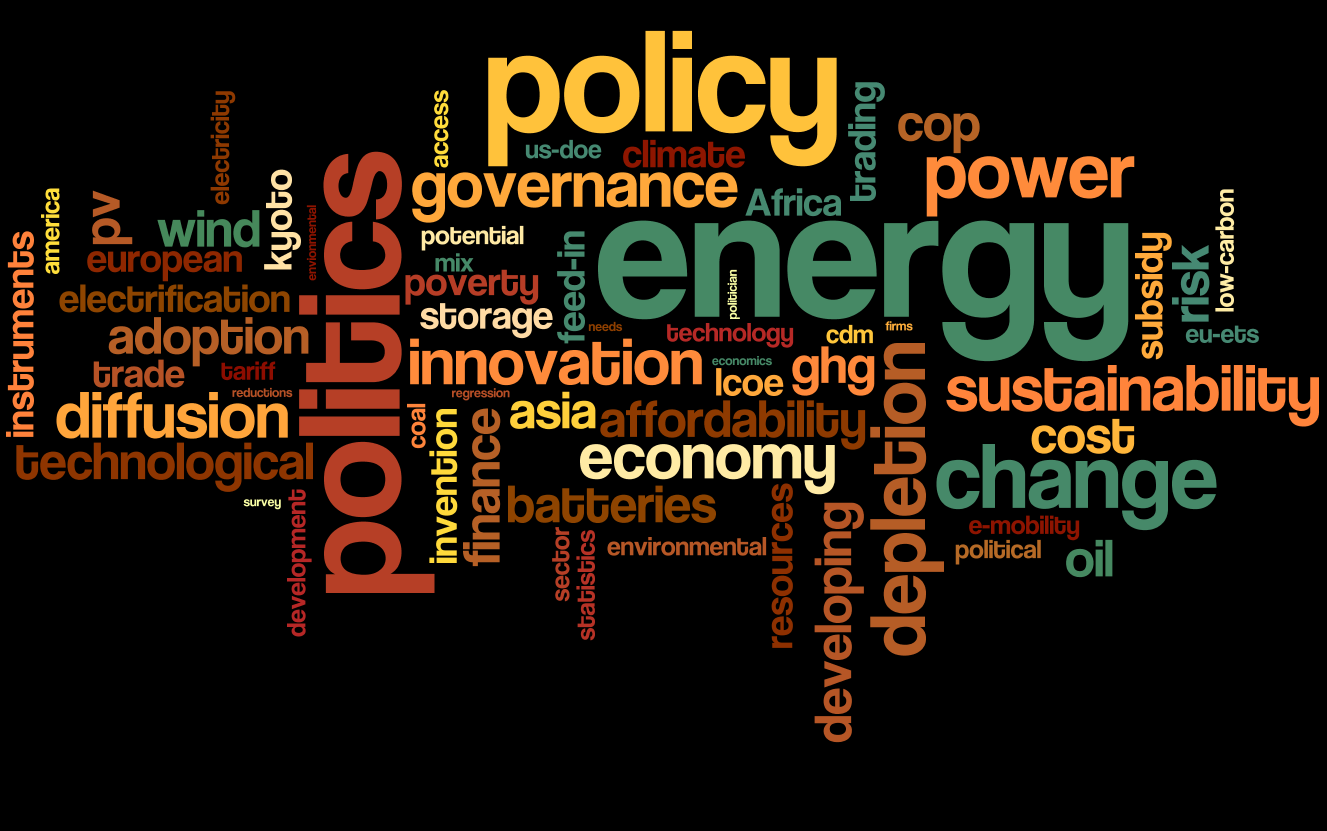 policy
electricity
access
trading
cop
us-doe
climate
power
america
pv
kyoto
politics
governance
Africa
wind
envionmental
potential
energy
low-carbon
instruments
european
mix
feed-in
politician
subsidy
risk
poverty
electrification
storage
needs
technology
cdm
firms
eu-ets
adoption
innovation
economics
ghg
trade
tariff
lcoe
sustainability
reductions
regression
diffusion
coal
asia
affordability
depletion
cost
technological
invention
finance
economy
change
survey
development
batteries
resources
developing
e-mobility
sector
statistics
environmental
political
oil